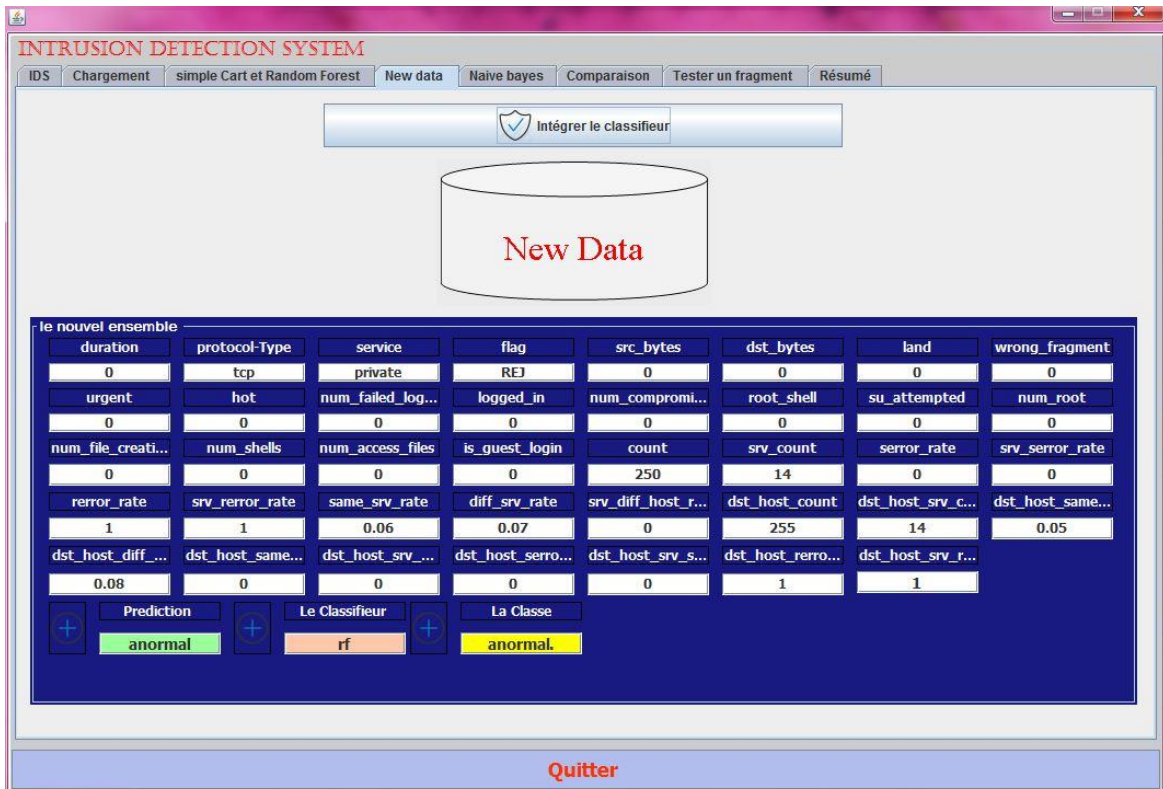 INTRUSION DETECTION SYSTEM
IDS Chargement simple Cart et Random Forest New data Naive bayes Comparaison Tester un fragment Résumé
Intégrer le classifieur
New Data
le nouvel ensemble
duration protocol-Type service flag src_bytes dst_bytes land wrong_fragment
0 tcp private REJ 0 0 0 0
urgent hot num_failed_log... logged_in num_compromi... root_shell su_attempted num_root
0 0 0 0 0 0 0 0
num_file_creati... num_shells num_access_files is_guest_login count srv_count serror_rate srv_serror_rate
0 0 0 0 250 14 0 0
rerror_rate srv_rerror_rate same_srv_rate diff_srv_rate srv_diff_host_r... dst_host_count dst_host_srv_c... dst_host_same...
1 1 0.06 0.07 0 255 14 0.05
dst_host_diff_... dst_host_same... dst_host_srv_... dst_host_serro... dst_host_srv_s... dst_host_rerro... dst_host_srv_r...
0.08 0 0 0 0 1 1
Prediction Le Classifieur La Classe
anormal rf anormal.
Quitter